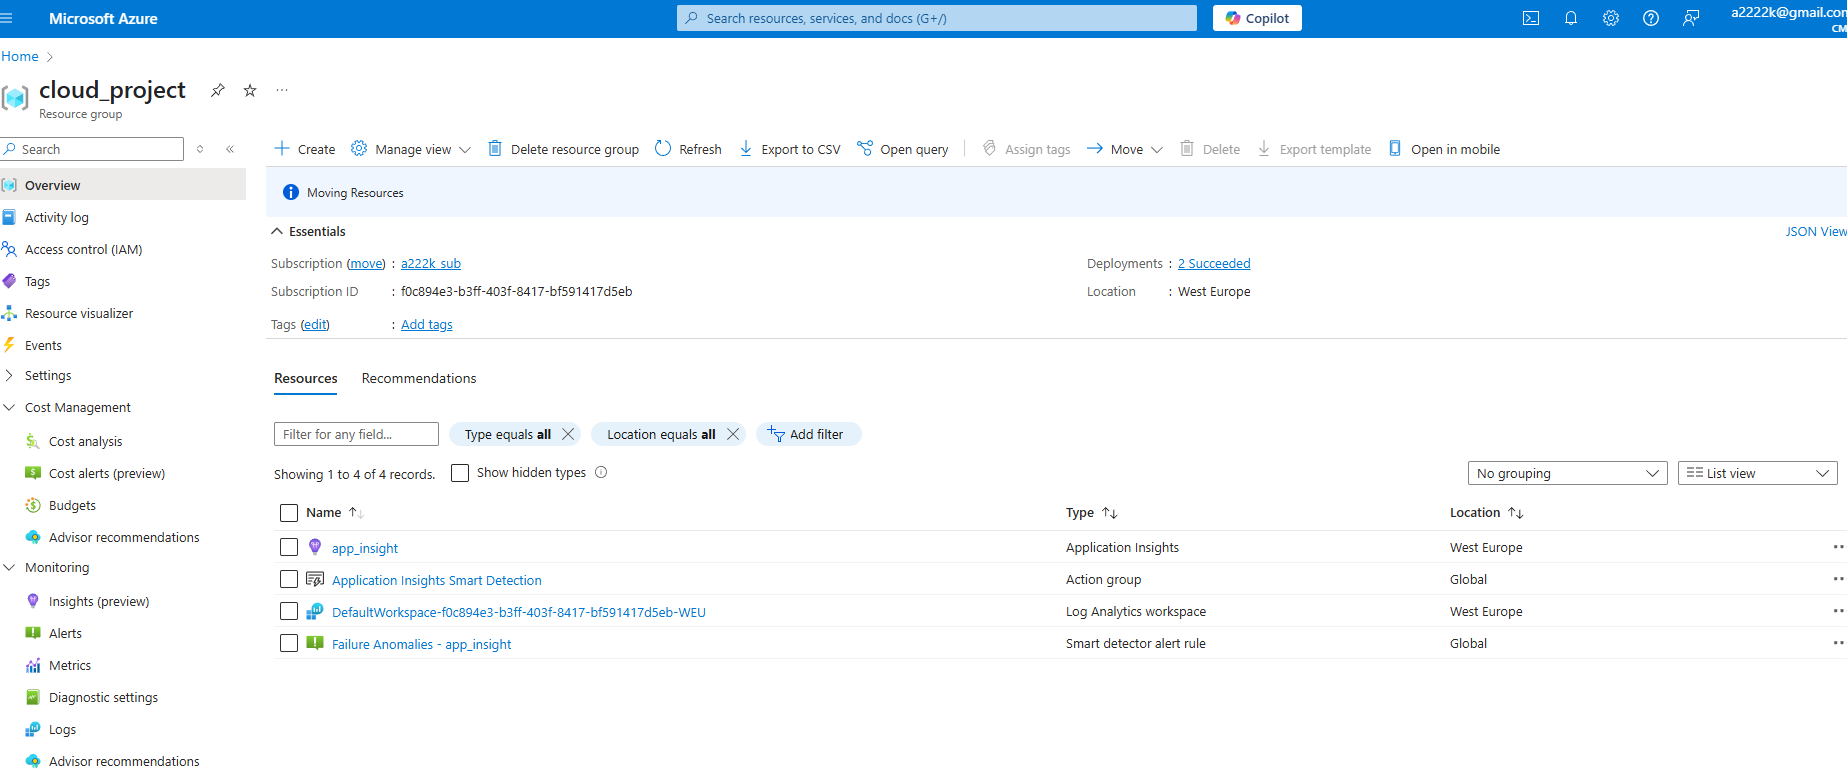 Microsoft Azure
Search resources, services, and docs (G+/)
Copilot
a2222k@gmail.com
CM
Home
cloud_project
Resource group
Search
Overview
Activity log
Access control (IAM)
Tags
Resource visualizer
Events
Settings
Cost Management
Cost analysis
Cost alerts (preview)
Budgets
Advisor recommendations
Monitoring
Insights (preview)
Alerts
Metrics
Diagnostic settings
Logs
Advisor recommendations
Create Manage view Delete resource group Refresh Export to CSV Open query Assign tags Move Delete Export template Open in mobile
Moving Resources
Essentials
JSON View
Subscription (move) : a222k_sub
Subscription ID : f0c894e3-b3ff-403f-8417-bf591417d5eb
Tags (edit) : Add tags
Deployments : 2 Succeeded
Location : West Europe
Resources Recommendations
Filter for any field... Type equals all Location equals all Add filter
Showing 1 to 4 of 4 records. Show hidden types No grouping List view
Name Type Location
app_insight Application Insights West Europe
Application Insights Smart Detection Action group Global
DefaultWorkspace-f0c894e3-b3ff-403f-8417-bf591417d5eb-WEU Log Analytics workspace West Europe
Failure Anomalies - app_insight Smart detector alert rule Global